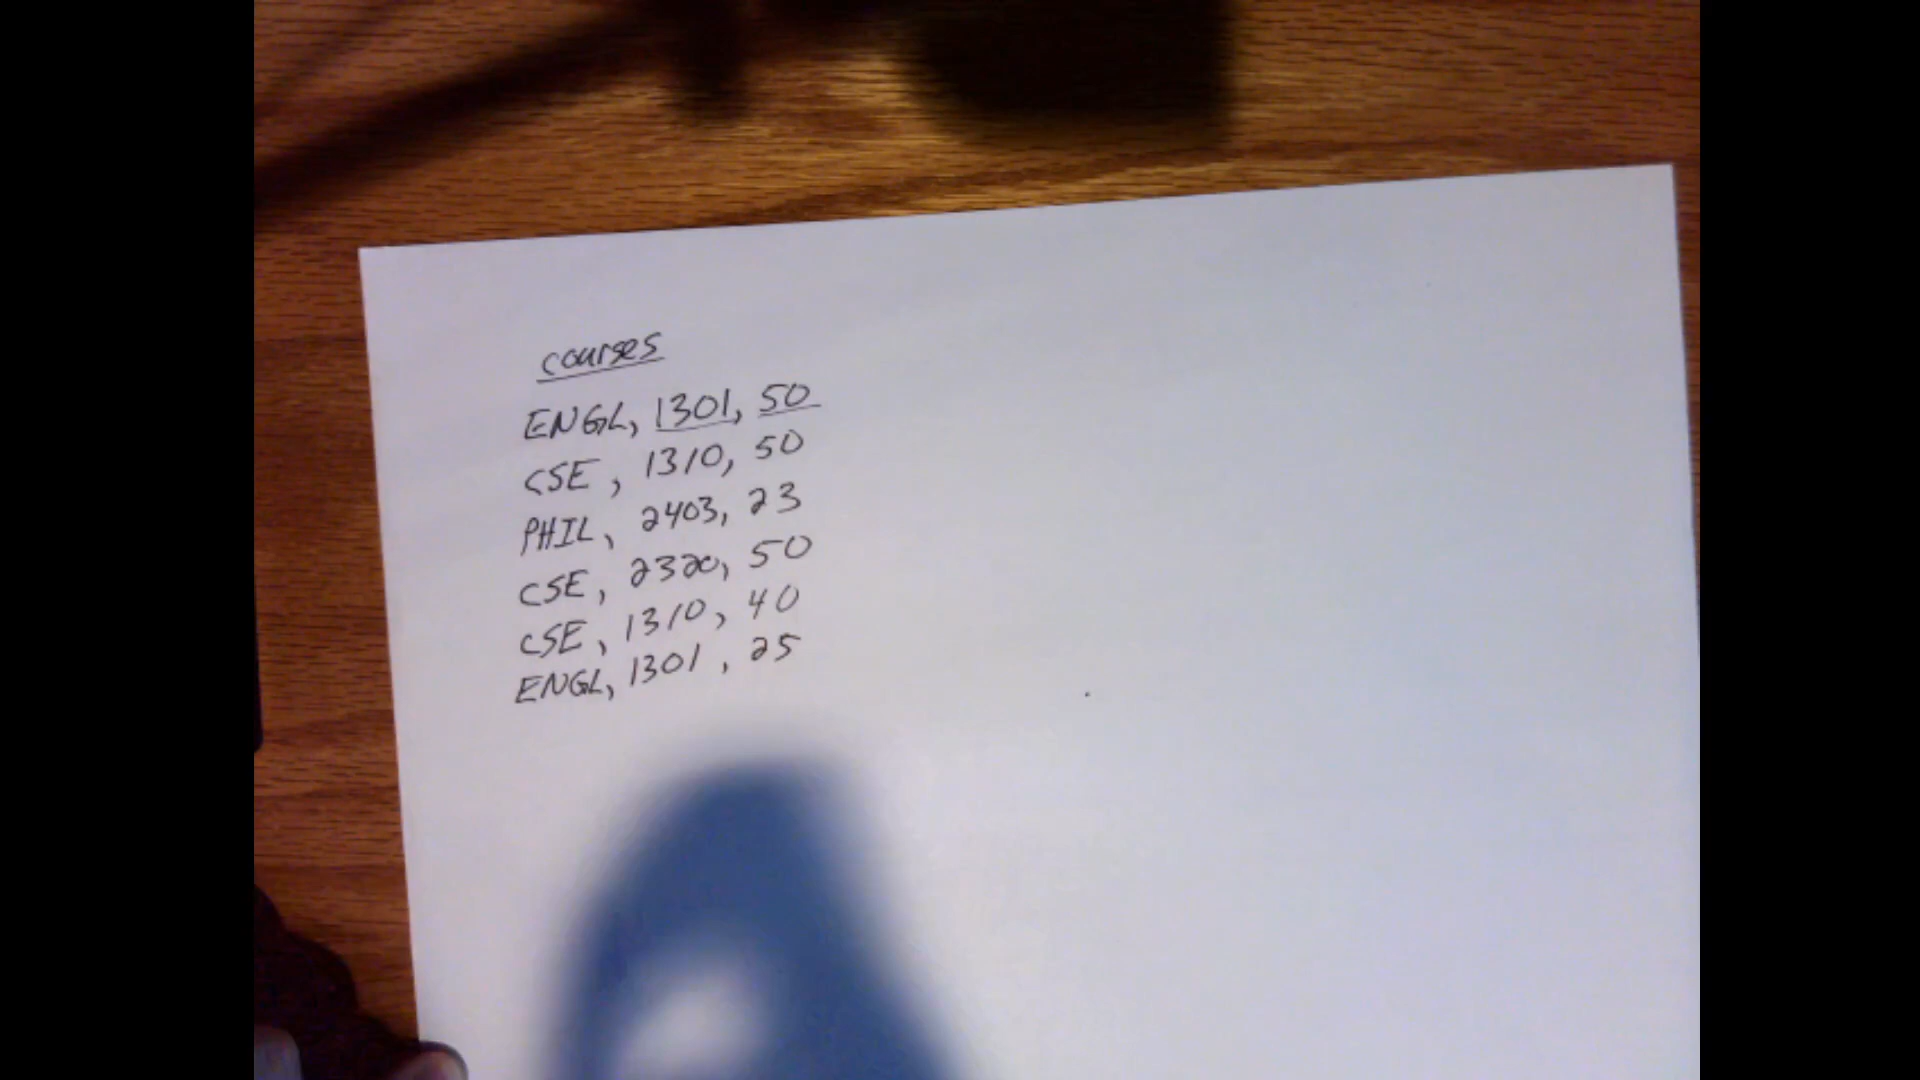 courses
ENGL, 1301, 50
CSE, 1310, 50
PHIL, 2403, 23
CSE, 2320, 50
CSE, 1310, 40
ENGL, 1301, 25